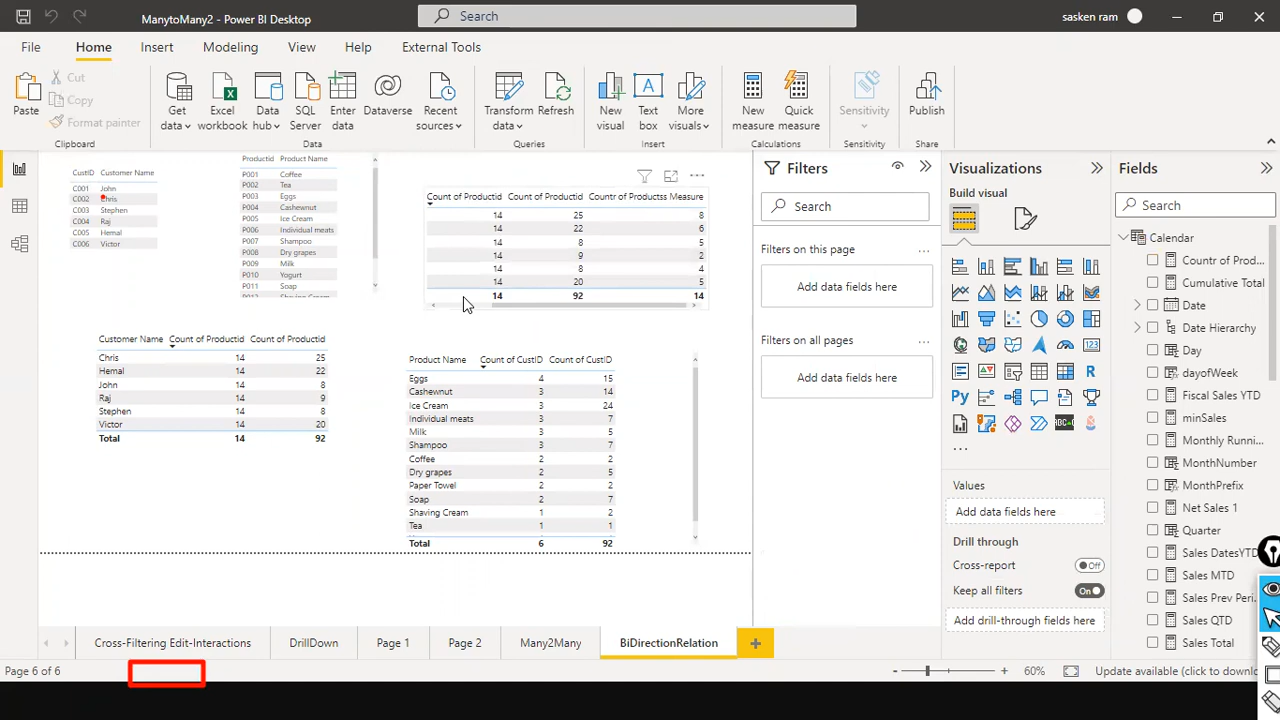 ManytoMany2 - Power BI Desktop
Search
sasken ram
File
Home
Insert
Modeling
View
Help
External Tools
Paste
Cut
Copy
Format painter
Clipboard
Get data
Excel workbook
Data hub
SQL Server
Enter data
Dataverse
Recent sources
Data
Transform data
Refresh
Queries
New visual
Text box
More visuals
Insert
New measure
Quick measure
Calculations
Sensitivity
Sensitivity
Publish
Share
CustID Customer Name
C001 John
C002 Chris
C003 Stephen
C004 Raj
C005 Hemal
C006 Victor
Productid Product Name
P001 Coffee
P002 Tea
P003 Eggs
P004 Cashewnut
P005 Ice Cream
P006 Individual meats
P007 Shampoo
P008 Dry grapes
P009 Milk
P010 Yogurt
P011 Soap
P012 Shaving Cream
Count of Productid Count of Productid Countr of Productss Measure
14 25 8
14 22 6
14 8 5
14 9 2
14 8 4
14 20 5
14 92 14
Customer Name Count of Productid Count of Productid
Chris 14 25
Hemal 14 22
John 14 8
Raj 14 9
Stephen 14 8
Victor 14 20
Total 14 92
Product Name Count of CustID Count of CustID
Eggs 4 15
Cashewnut 3 14
Ice Cream 3 24
Individual meats 3 7
Milk 3 5
Shampoo 3 7
Coffee 2 2
Dry grapes 2 5
Paper Towel 2 2
Soap 2 7
Shaving Cream 1 2
Tea 1 1
Total 6 92
Filters
Search
Filters on this page ...
Add data fields here
Filters on all pages ...
Add data fields here
Visualizations
Build visual
R
Py
123
ABC
...
Values
Add data fields here
Drill through
Cross-report Off
Keep all filters On
Add drill-through fields here
Fields
Search
Calendar
Countr of Prod...
Cumulative Total
Date
Date Hierarchy
Day
dayofWeek
Fiscal Sales YTD
minSales
Monthly Runni...
MonthNumber
MonthPrefix
Net Sales 1
Quarter
Sales DatesYTD
Sales MTD
Sales Prev Peri...
Sales QTD
Sales Total
Cross-Filtering Edit-Interactions
DrillDown
Page 1
Page 2
Many2Many
BiDirectionRelation
Page 6 of 6
- + 60%
Update available (click to downlo